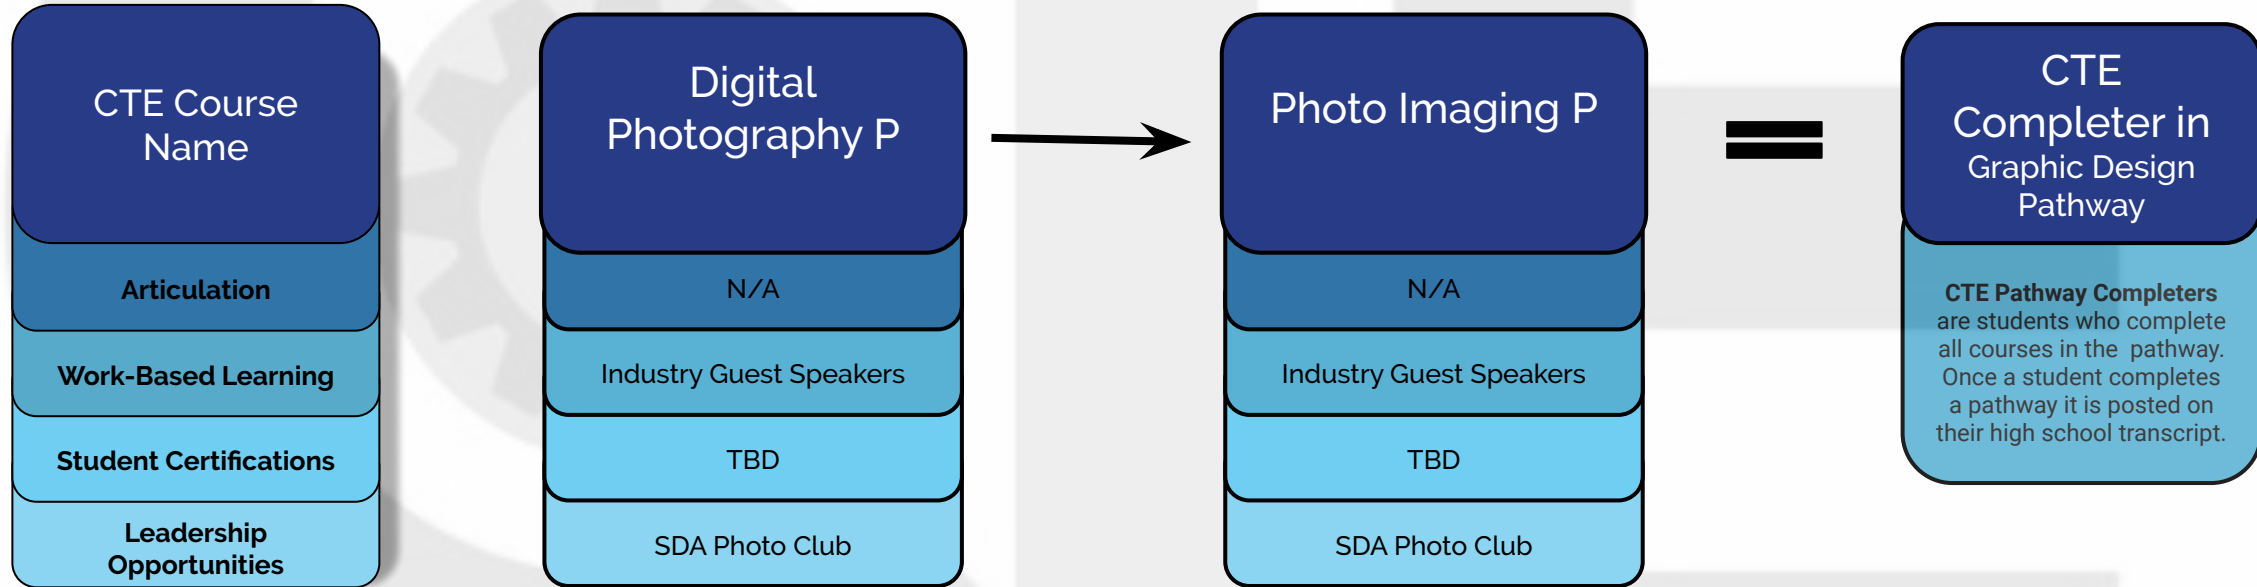 CTE Course
Name
Articulation
Work-Based Learning
Student Certifications
Leadership
Opportunities
Digital
Photography P
N/A
Industry Guest Speakers
TBD
SDA Photo Club
Photo Imaging P
N/A
Industry Guest Speakers
TBD
SDA Photo Club
CTE
Completer in
Graphic Design
Pathway
CTE Pathway Completers
are students who complete
all courses in the pathway.
Once a student completes
a pathway it is posted on
their high school transcript.